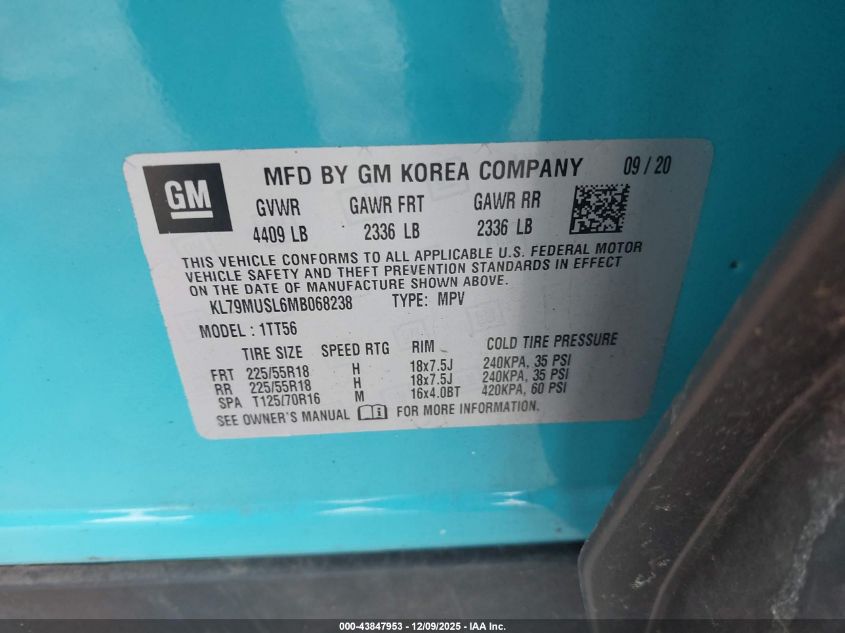 GM
MFD BY GM KOREA COMPANY 09/20
GVWR GAWR FRT GAWR RR
4409 LB 2336 LB 2336 LB
THIS VEHICLE CONFORMS TO ALL APPLICABLE U.S. FEDERAL MOTOR
VEHICLE SAFETY AND THEFT PREVENTION STANDARDS IN EFFECT
ON THE DATE OF MANUFACTURE SHOWN ABOVE.
KL79MUSL6MB068238 TYPE: MPV
MODEL: 1TT56
TIRE SIZE SPEED RTG RIM COLD TIRE PRESSURE
FRT 225/55R18 H 18x7.5J 240KPA, 35 PSI
RR 225/55R18 H 18x7.5J 240KPA, 35 PSI
SPA T125/70R16 M 16x4.0BT 420KPA, 60 PSI
SEE OWNER'S MANUAL FOR MORE INFORMATION.
000-43847953 | 12/09/2025 - IAA Inc.